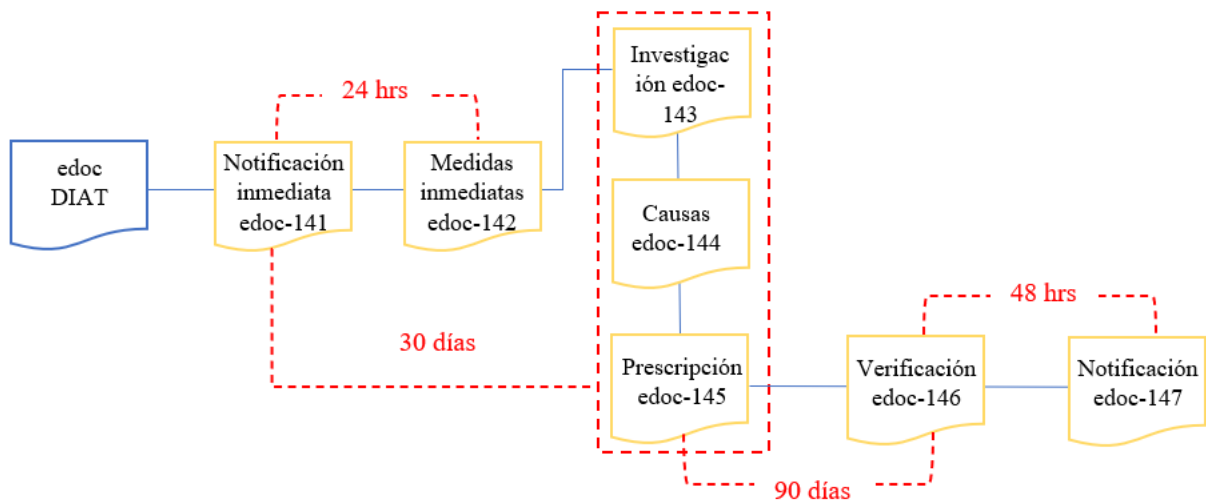 edoc
DIAT
Notificación
inmediata
edoc-141
24 hrs
Medidas
inmediatas
edoc-142
Investigac
ión edoc-
143
Causas
edoc-144
Prescripción
edoc-145
30 días
Verificación
edoc-146
90 días
48 hrs
Notificación
edoc-147